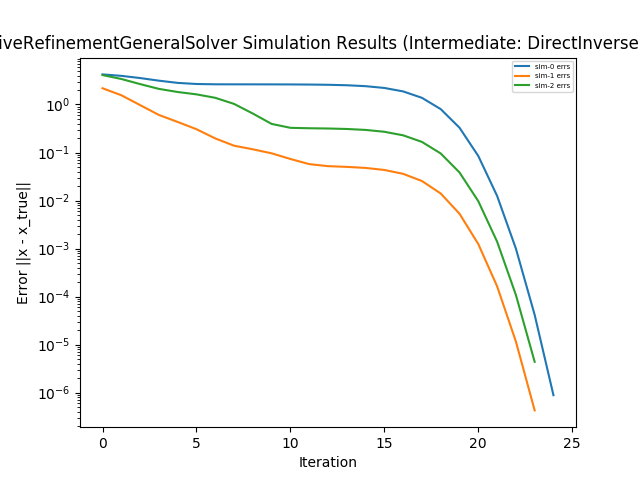 iveRefinementGeneralSolver Simulation Results (Intermediate: DirectInverse
sim-0 errs
sim-1 errs
sim-2 errs
Error ||x - x_true||
10⁰
10⁻¹
10⁻²
10⁻³
10⁻⁴
10⁻⁵
10⁻⁶
0 5 10 15 20 25
Iteration